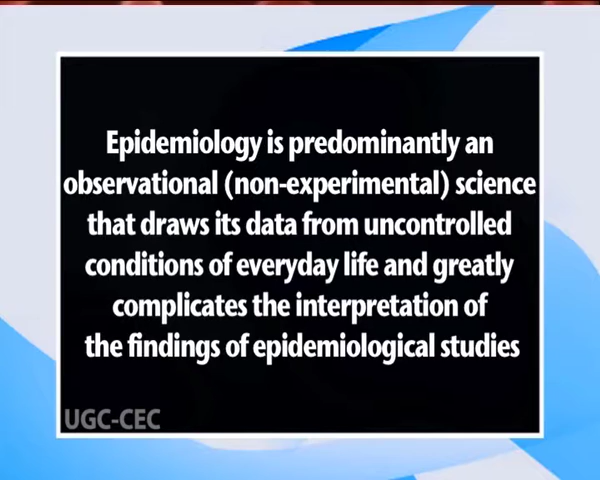 Epidemiology is predominantly an
observational (non-experimental) science
that draws its data from uncontrolled
conditions of everyday life and greatly
complicates the interpretation of
the findings of epidemiological studies
UGC-CEC